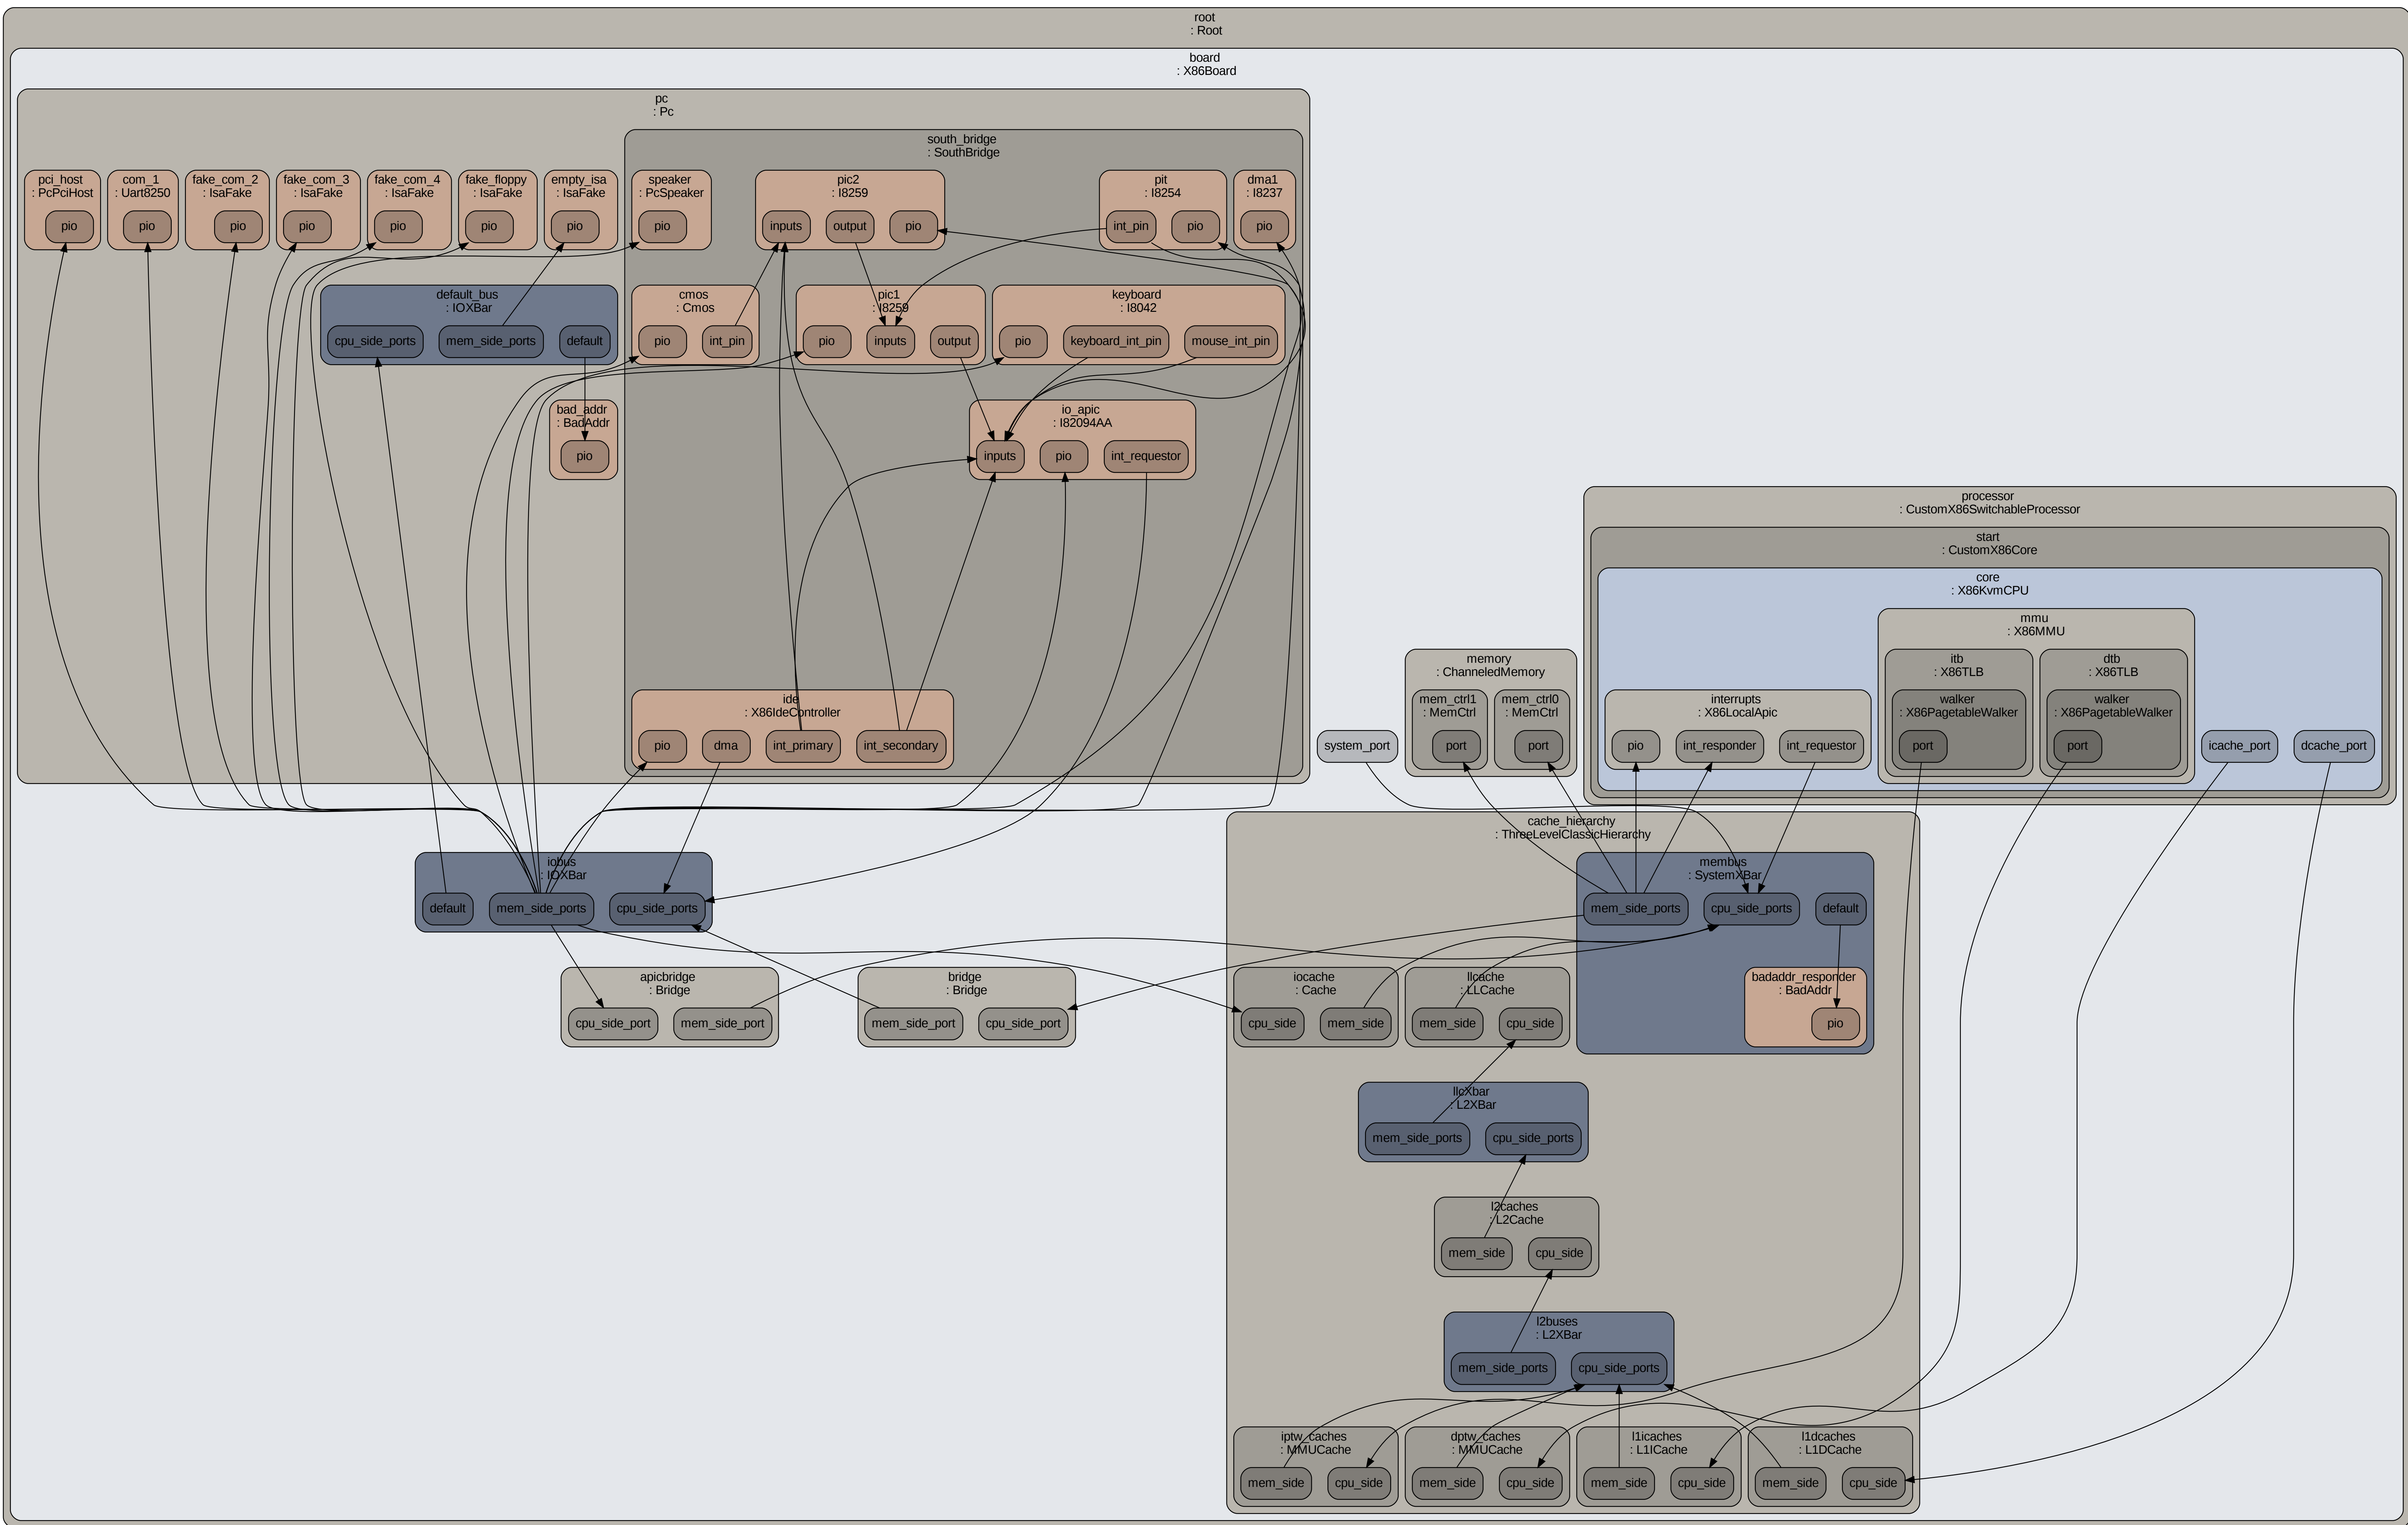 root
: Root
board
: X86Board
pc
: Pc
south_bridge
: SouthBridge
pci_host
: PcPciHost
pio
com_1
: Uart8250
pio
fake_com_2
: IsaFake
pio
fake_com_3
: IsaFake
pio
fake_com_4
: IsaFake
pio
fake_floppy
: IsaFake
pio
empty_isa
: IsaFake
pio
speaker
: PcSpeaker
pio
pic2
: I8259
inputs
output
pio
pit
: I8254
int_pin
pio
dma1
: I8237
pio
default_bus
: IOXBar
cpu_side_ports
mem_side_ports
default
cmos
: Cmos
pio
int_pin
pic1
: I8259
pio
inputs
output
keyboard
: I8042
pio
keyboard_int_pin
mouse_int_pin
bad_addr
: BadAddr
pio
io_apic
: I82094AA
inputs
pio
int_requestor
ide
: X86IdeController
pio
dma
int_primary
int_secondary
system_port
memory
: ChanneledMemory
mem_ctrl1
: MemCtrl
port
mem_ctrl0
: MemCtrl
port
processor
: CustomX86SwitchableProcessor
start
: CustomX86Core
core
: X86KvmCPU
mmu
: X86MMU
itb
: X86TLB
walker
: X86PagetableWalker
port
dtb
: X86TLB
walker
: X86PagetableWalker
port
interrupts
: X86LocalApic
pio
int_responder
int_requestor
icache_port
dcache_port
iobus
: IOXBar
default
mem_side_ports
cpu_side_ports
apicbridge
: Bridge
cpu_side_port
mem_side_port
bridge
: Bridge
mem_side_port
cpu_side_port
cache_hierarchy
: ThreeLevelClassicHierarchy
membus
: SystemXBar
mem_side_ports
cpu_side_ports
default
badaddr_responder
: BadAddr
pio
iocache
: Cache
cpu_side
mem_side
llcache
: LLCache
mem_side
cpu_side
llcXbar
: L2XBar
mem_side_ports
cpu_side_ports
l2caches
: L2Cache
mem_side
cpu_side
l2buses
: L2XBar
mem_side_ports
cpu_side_ports
iptw_caches
: MMUCache
mem_side
cpu_side
dptw_caches
: MMUCache
mem_side
cpu_side
l1icaches
: L1ICache
mem_side
cpu_side
l1dcaches
: L1DCache
mem_side
cpu_side